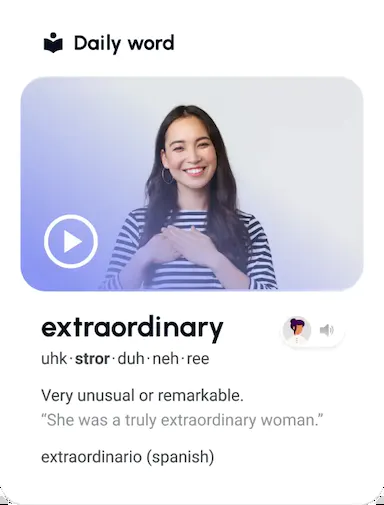 Daily word
extraordinary
uhk·stror·duh·neh·ree
Very unusual or remarkable.
“She was a truly extraordinary woman.”
extraordinario (spanish)